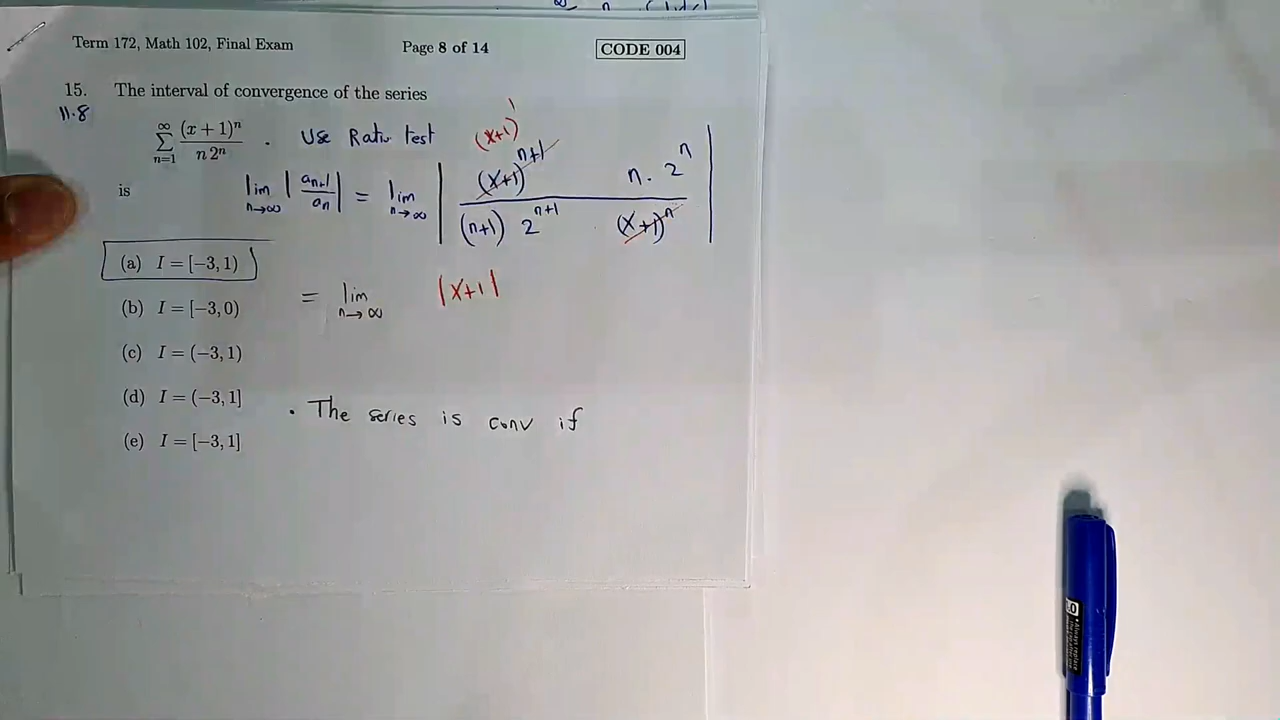 Term 172, Math 102, Final Exam Page 8 of 14 CODE 004
15. The interval of convergence of the series
11.8
∞ ∑ n=1 (x + 1)^n / n 2^n . Use Ratio test
is lim n→∞ | a_{n+1} / a_n | = lim n→∞ | (x+1)^{n+1} n · 2^n / (n+1) 2^{n+1} (x+1)^n |
(x+1)^1
(a) I = [−3, 1)
= lim n→∞ |x+1|
(b) I = [−3, 0)
(c) I = (−3, 1)
(d) I = (−3, 1]
· The series is conv if
(e) I = [−3, 1]